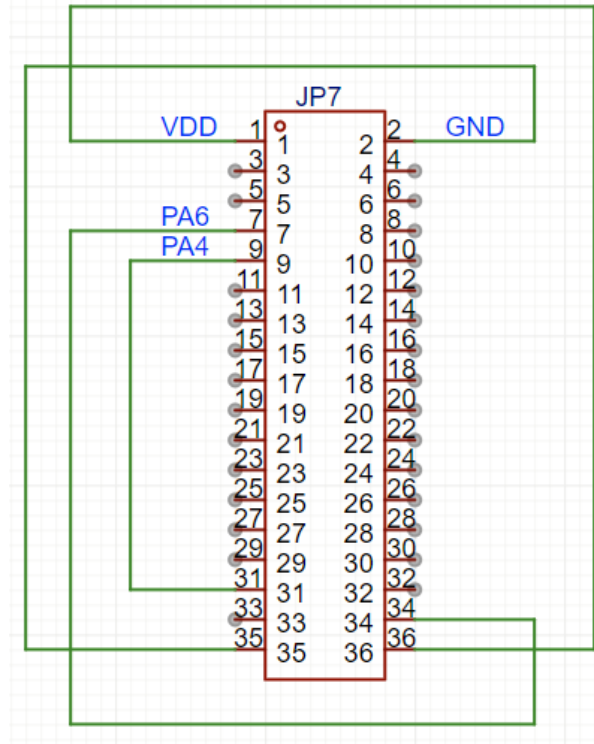 JP7
VDD 1 1 2 2 GND
3 3 4 4
5 5 6 6
PA6 7 7 8 8
PA4 9 9 10 10
11 11 12 12
13 13 14 14
15 15 16 16
17 17 18 18
19 19 20 20
21 21 22 22
23 23 24 24
25 25 26 26
27 27 28 28
29 29 30 30
31 31 32 32
33 33 34 34
35 35 36 36